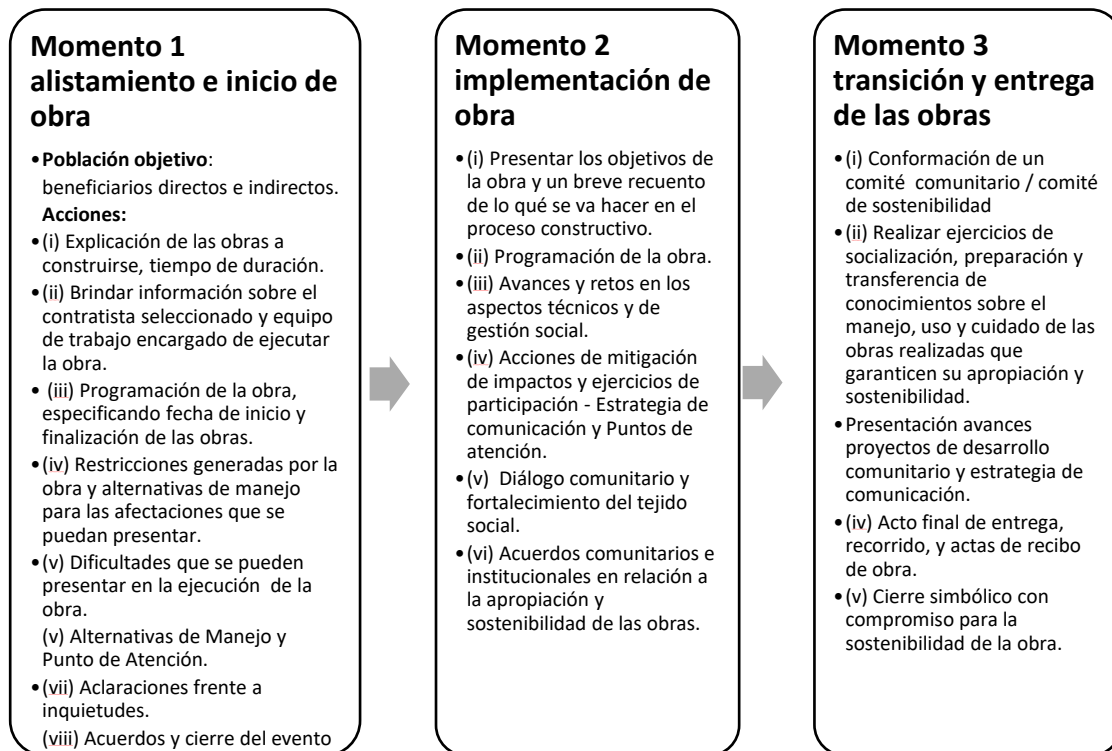 Momento 1
alistamiento e inicio de
obra
•Población objetivo:
beneficiarios directos e indirectos.
Acciones:
•(i) Explicación de las obras a
construirse, tiempo de duración.
•(ii) Brindar información sobre el
contratista seleccionado y equipo
de trabajo encargado de ejecutar
la obra.
• (iii) Programación de la obra,
especificando fecha de inicio y
finalización de las obras.
•(iv) Restricciones generadas por la
obra y alternativas de manejo
para las afectaciones que se
puedan presentar.
•(v) Dificultades que se pueden
presentar en la ejecución  de la
obra.
(v) Alternativas de Manejo y
Punto de Atención.
•(vii) Aclaraciones frente a
inquietudes.
(viii) Acuerdos y cierre del evento
Momento 2
implementación de
obra
•(i) Presentar los objetivos de
la obra y un breve recuento
de lo qué se va hacer en el
proceso constructivo.
•(ii) Programación de la obra.
•(iii) Avances y retos en los
aspectos técnicos y de
gestión social.
•(iv) Acciones de mitigación
de impactos y ejercicios de
participación - Estrategia de
comunicación y Puntos de
atención.
•(v)  Diálogo comunitario y
fortalecimiento del tejido
social.
•(vi) Acuerdos comunitarios e
institucionales en relación a
la apropiación y
sostenibilidad de las obras.
Momento 3
transición y entrega
de las obras
•(i) Conformación de un
comité  comunitario / comité
de sostenibilidad
•(ii) Realizar ejercicios de
socialización, preparación y
transferencia de
conocimientos sobre el
manejo, uso y cuidado de las
obras realizadas que
garanticen su apropiación y
sostenibilidad.
•Presentación avances
proyectos de desarrollo
comunitario y estrategia de
comunicación.
•(iv) Acto final de entrega,
recorrido, y actas de recibo
de obra.
•(v) Cierre simbólico con
compromiso para la
sostenibilidad de la obra.